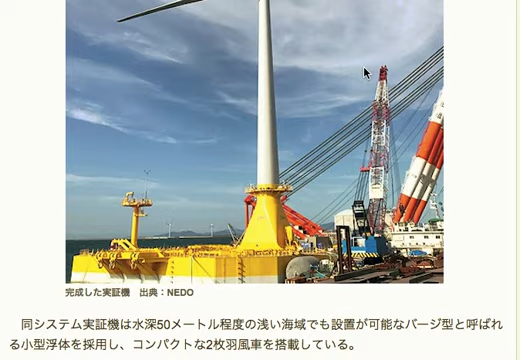 完成した実証機　出典：NEDO
同システム実証機は水深50メートル程度の浅い海域でも設置が可能なバージ型と呼ばれ
る小型浮体を採用し、コンパクトな2枚羽風車を搭載している。